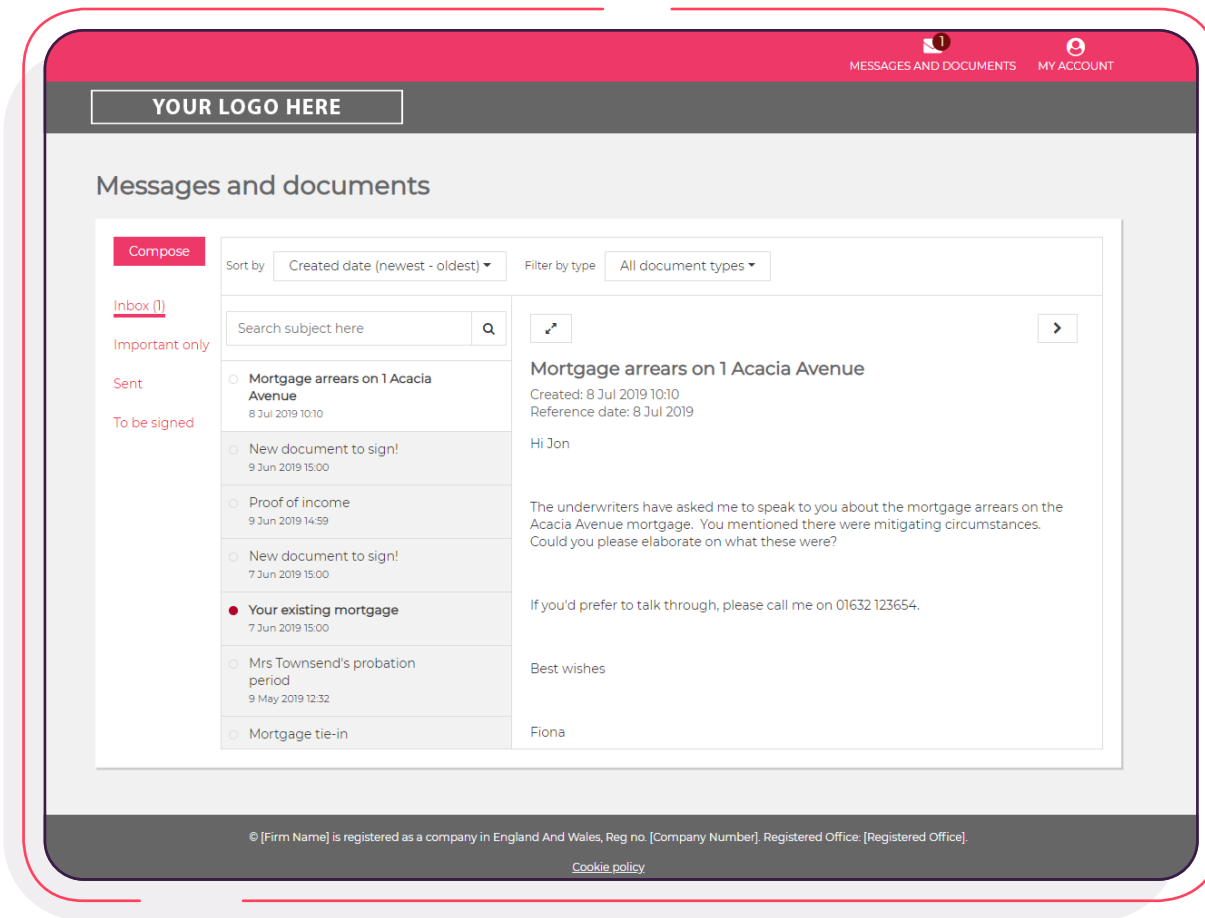 1
MESSAGES AND DOCUMENTS
MY ACCOUNT
YOUR LOGO HERE
Messages and documents
Compose
Inbox (1)
Important only
Sent
To be signed
Sort by
Created date (newest - oldest)
Filter by type
All document types
Search subject here
Mortgage arrears on 1 Acacia
Avenue
8 Jul 2019 10:10
New document to sign!
9 Jun 2019 15:00
Proof of income
9 Jun 2019 14:59
New document to sign!
7 Jun 2019 15:00
Your existing mortgage
7 Jun 2019 15:00
Mrs Townsend's probation
period
9 May 2019 12:32
Mortgage tie-in
Mortgage arrears on 1 Acacia Avenue
Created: 8 Jul 2019 10:10
Reference date: 8 Jul 2019
Hi Jon
The underwriters have asked me to speak to you about the mortgage arrears on the
Acacia Avenue mortgage.  You mentioned there were mitigating circumstances.
Could you please elaborate on what these were?
If you'd prefer to talk through, please call me on 01632 123654.
Best wishes
Fiona
© [Firm Name] is registered as a company in England And Wales, Reg no. [Company Number]. Registered Office: [Registered Office].
Cookie policy